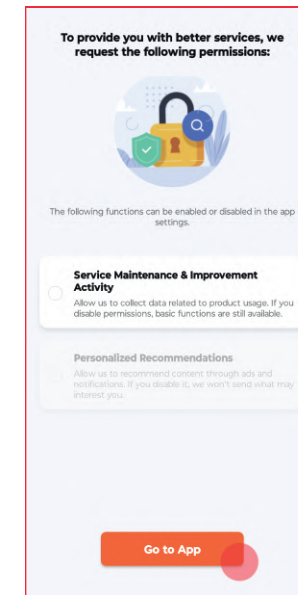 To provide you with better services, we
request the following permissions:
The following functions can be enabled or disabled in the app
settings.
Service Maintenance & Improvement
Activity
Allow us to collect data related to product usage. If you
disable permissions, basic functions are still available.
Personalized Recommendations
Allow us to recommend content through ads and
notifications. If you disable it, we won't send what may
interest you.
Go to App